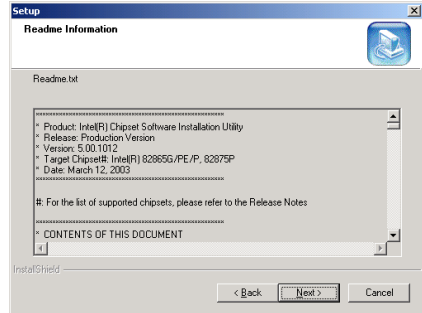 Setup
Readme Information
Readme.txt
************************************************************
* Product: Intel(R) Chipset Software Installation Utility
* Release: Production Version
* Version: 5.00.1012
* Target Chipset#: Intel(R) 82865G/PE/P, 82875P
* Date: March 12, 2003
************************************************************
#: For the list of supported chipsets, please refer to the Release Notes
************************************************************
* CONTENTS OF THIS DOCUMENT
InstallShield
< Back
Next >
Cancel